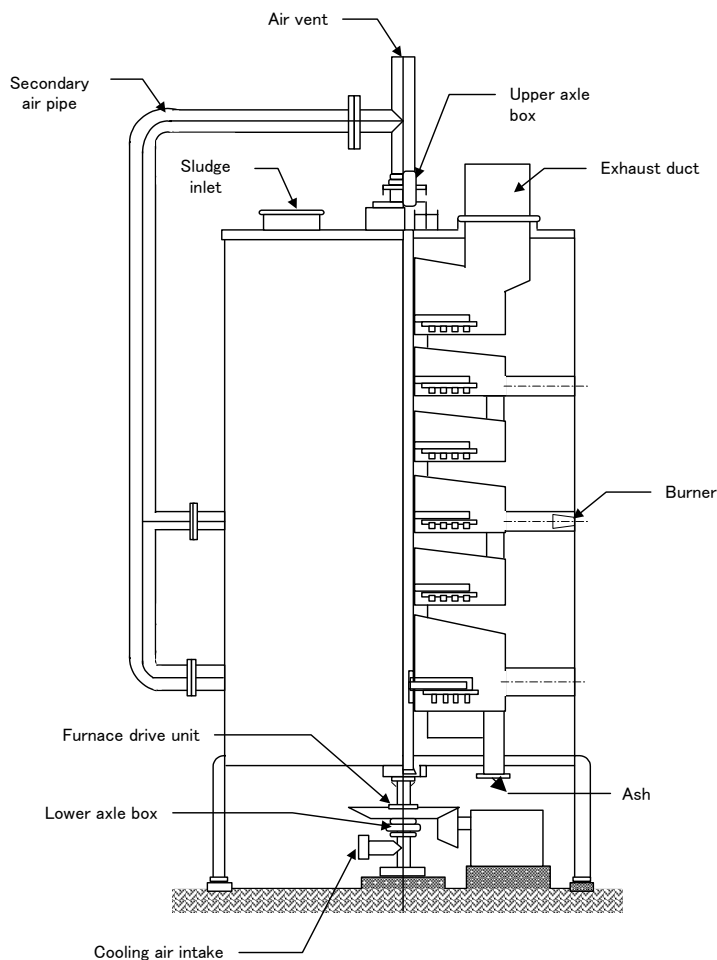 Air vent
Secondary
air pipe
Upper axle
box
Sludge
inlet
Exhaust duct
Burner
Furnace drive unit
Ash
Lower axle box
Cooling air intake